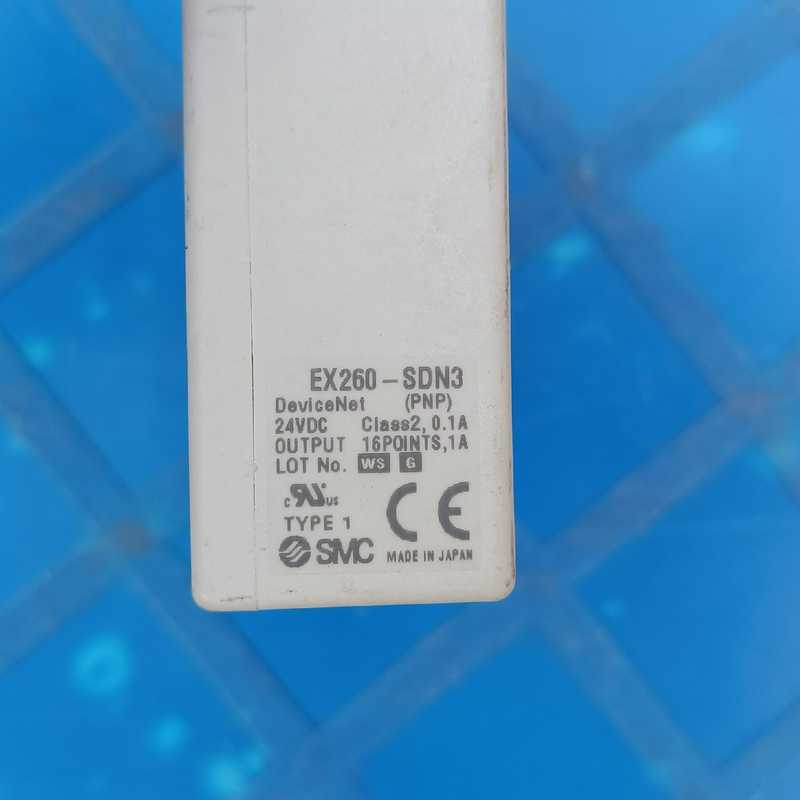 EX260-SDN3
DeviceNet (PNP)
24VDC Class2, 0.1A
OUTPUT 16POINTS, 1A
LOT No. WS G
c RU us
TYPE 1 CE
SMC MADE IN JAPAN